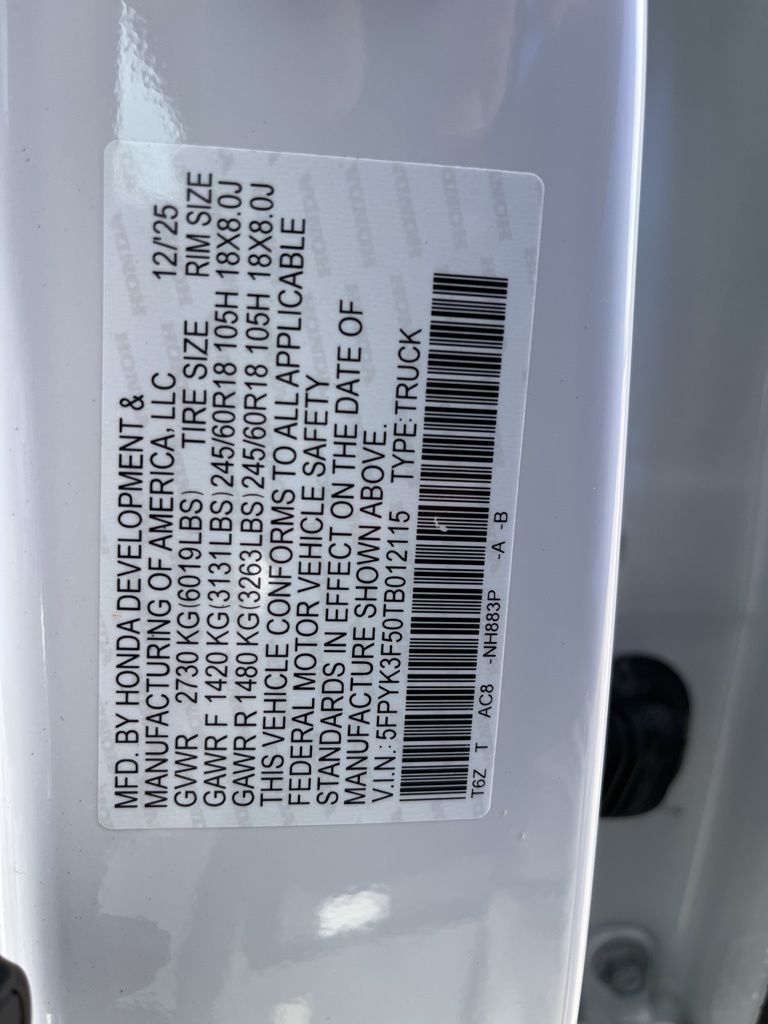 MFD. BY HONDA DEVELOPMENT &
MANUFACTURING OF AMERICA, LLC 12/'25
GVWR 2730 KG(6019LBS) TIRE SIZE RIM SIZE
GAWR F 1420 KG(3131LBS) 245/60R18 105H 18X8.0J
GAWR R 1480 KG(3263LBS) 245/60R18 105H 18X8.0J
THIS VEHICLE CONFORMS TO ALL APPLICABLE
FEDERAL MOTOR VEHICLE SAFETY
STANDARDS IN EFFECT ON THE DATE OF
MANUFACTURE SHOWN ABOVE.
V.I.N.: 5FPYK3F50TB012115 TYPE: TRUCK
T6Z T AC8 -NH883P -A -B